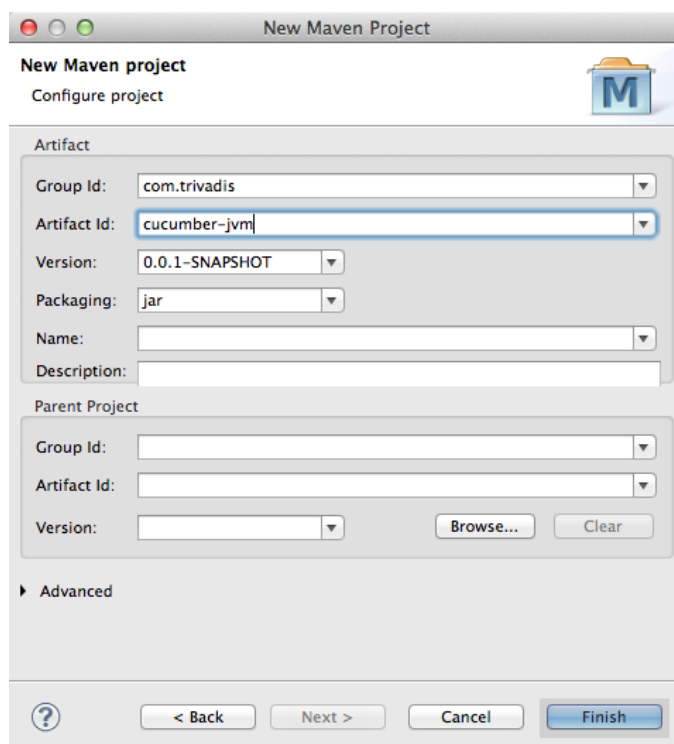 New Maven Project
New Maven project
Configure project
M
Artifact
Group Id: com.trivadis
Artifact Id: cucumber-jvm
Version: 0.0.1-SNAPSHOT
Packaging: jar
Name:
Description:
Parent Project
Group Id:
Artifact Id:
Version: Browse... Clear
Advanced
? < Back Next > Cancel Finish